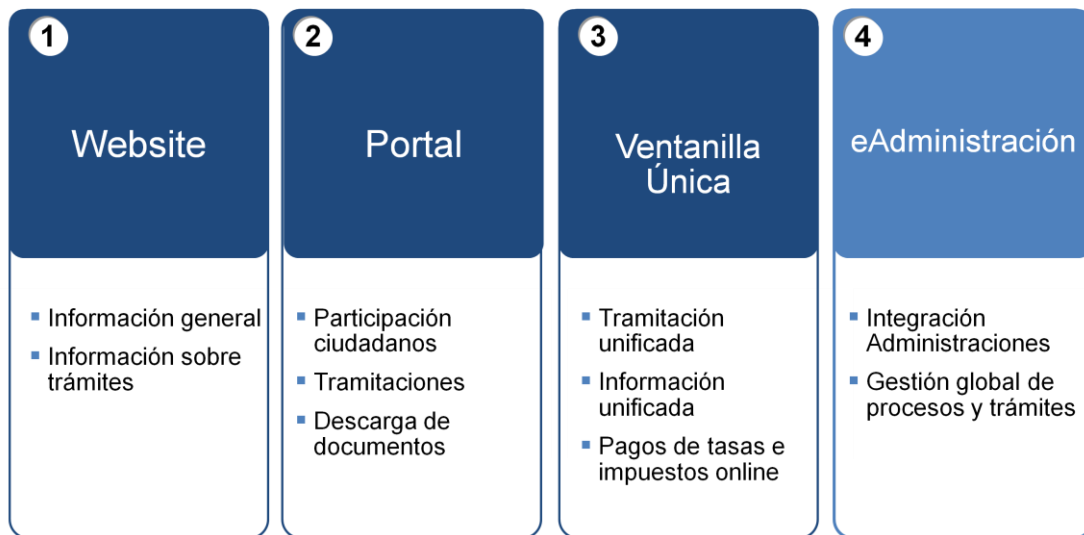 1
Website
Información general
Información sobre
trámites
2
Portal
Participación
ciudadanos
Tramitaciones
Descarga de
documentos
3
Ventanilla
Única
Tramitación
unificada
Información
unificada
Pagos de tasas e
impuestos online
4
eAdministración
Integración
Administraciones
Gestión global de
procesos y trámites